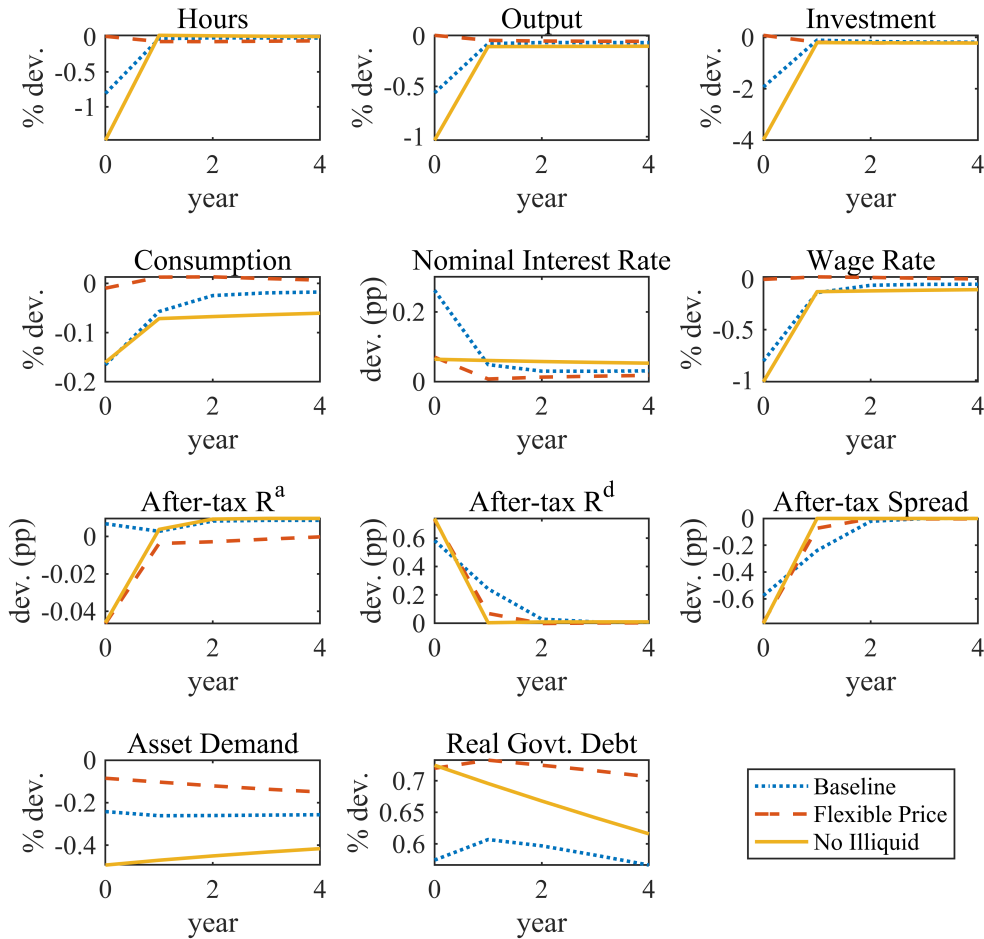 Hours
% dev.
0
-0.5
-1
0 2 4
year
Output
% dev.
0
-0.5
-1
0 2 4
year
Investment
% dev.
0
-2
-4
0 2 4
year
Consumption
% dev.
0
-0.1
-0.2
0 2 4
year
Nominal Interest Rate
dev. (pp)
0.2
0
0 2 4
year
Wage Rate
% dev.
0
-0.5
-1
0 2 4
year
After-tax Rᵃ
dev. (pp)
0
-0.02
-0.04
0 2 4
year
After-tax Rᵈ
dev. (pp)
0.6
0.4
0.2
0
0 2 4
year
After-tax Spread
dev. (pp)
0
-0.2
-0.4
-0.6
0 2 4
year
Asset Demand
% dev.
0
-0.2
-0.4
0 2 4
year
Real Govt. Debt
% dev.
0.7
0.65
0.6
0 2 4
year
Baseline
Flexible Price
No Illiquid